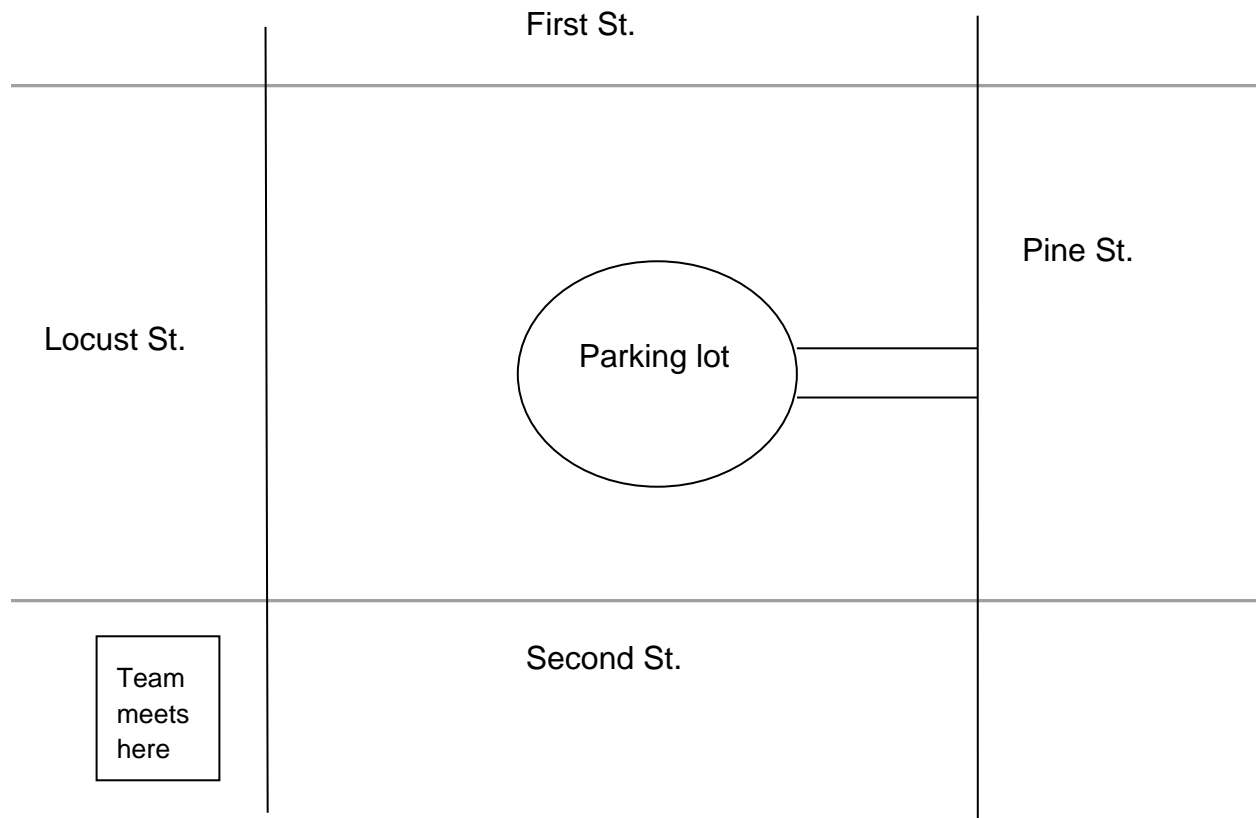 First St.
Pine St.
Locust St.
Parking lot
Second St.
Team
meets
here